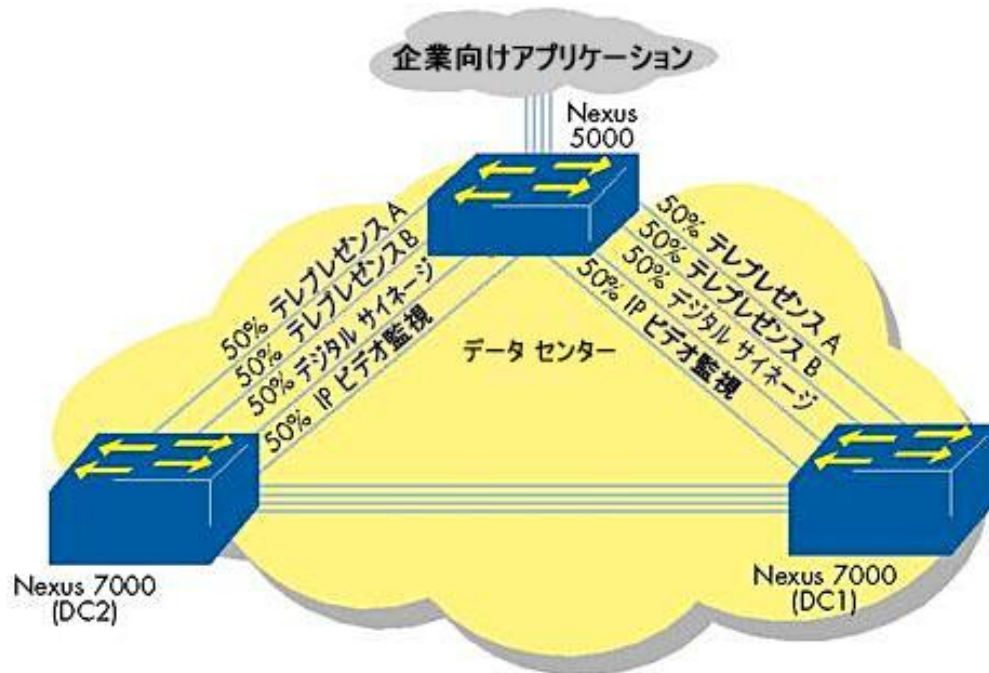 企業向けアプリケーション
Nexus
5000
50% テレプレゼンス A
50% テレプレゼンス B
50% デジタル サイネージ
50% IP ビデオ監視
50% テレプレゼンス A
50% テレプレゼンス B
50% デジタル サイネージ
50% IP ビデオ監視
データ センター
Nexus 7000
(DC2)
Nexus 7000
(DC1)